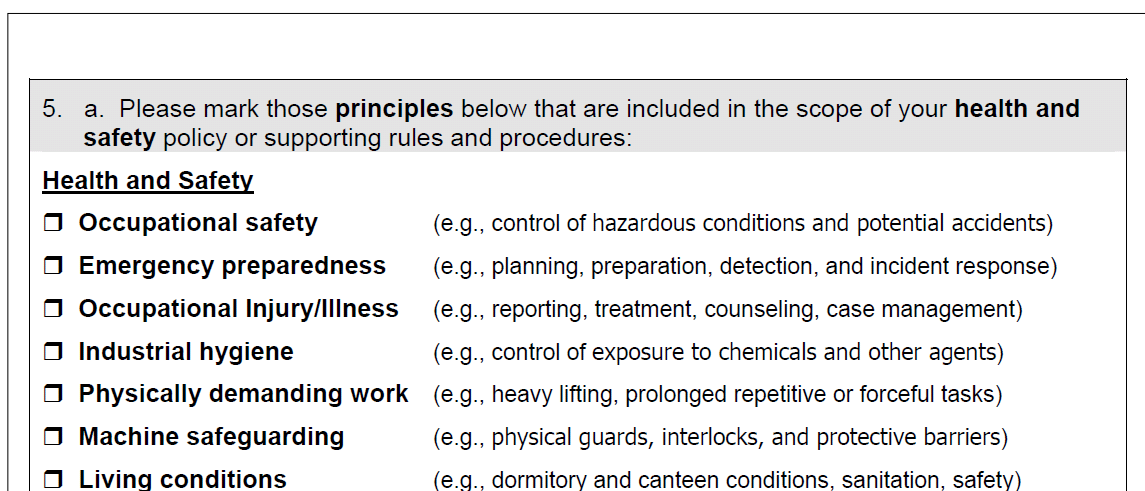 5. a. Please mark those principles below that are included in the scope of your health and
safety policy or supporting rules and procedures:
Health and Safety
❒ Occupational safety (e.g., control of hazardous conditions and potential accidents)
❒ Emergency preparedness (e.g., planning, preparation, detection, and incident response)
❒ Occupational Injury/Illness (e.g., reporting, treatment, counseling, case management)
❒ Industrial hygiene (e.g., control of exposure to chemicals and other agents)
❒ Physically demanding work (e.g., heavy lifting, prolonged repetitive or forceful tasks)
❒ Machine safeguarding (e.g., physical guards, interlocks, and protective barriers)
❒ Living conditions (e.g., dormitory and canteen conditions, sanitation, safety)